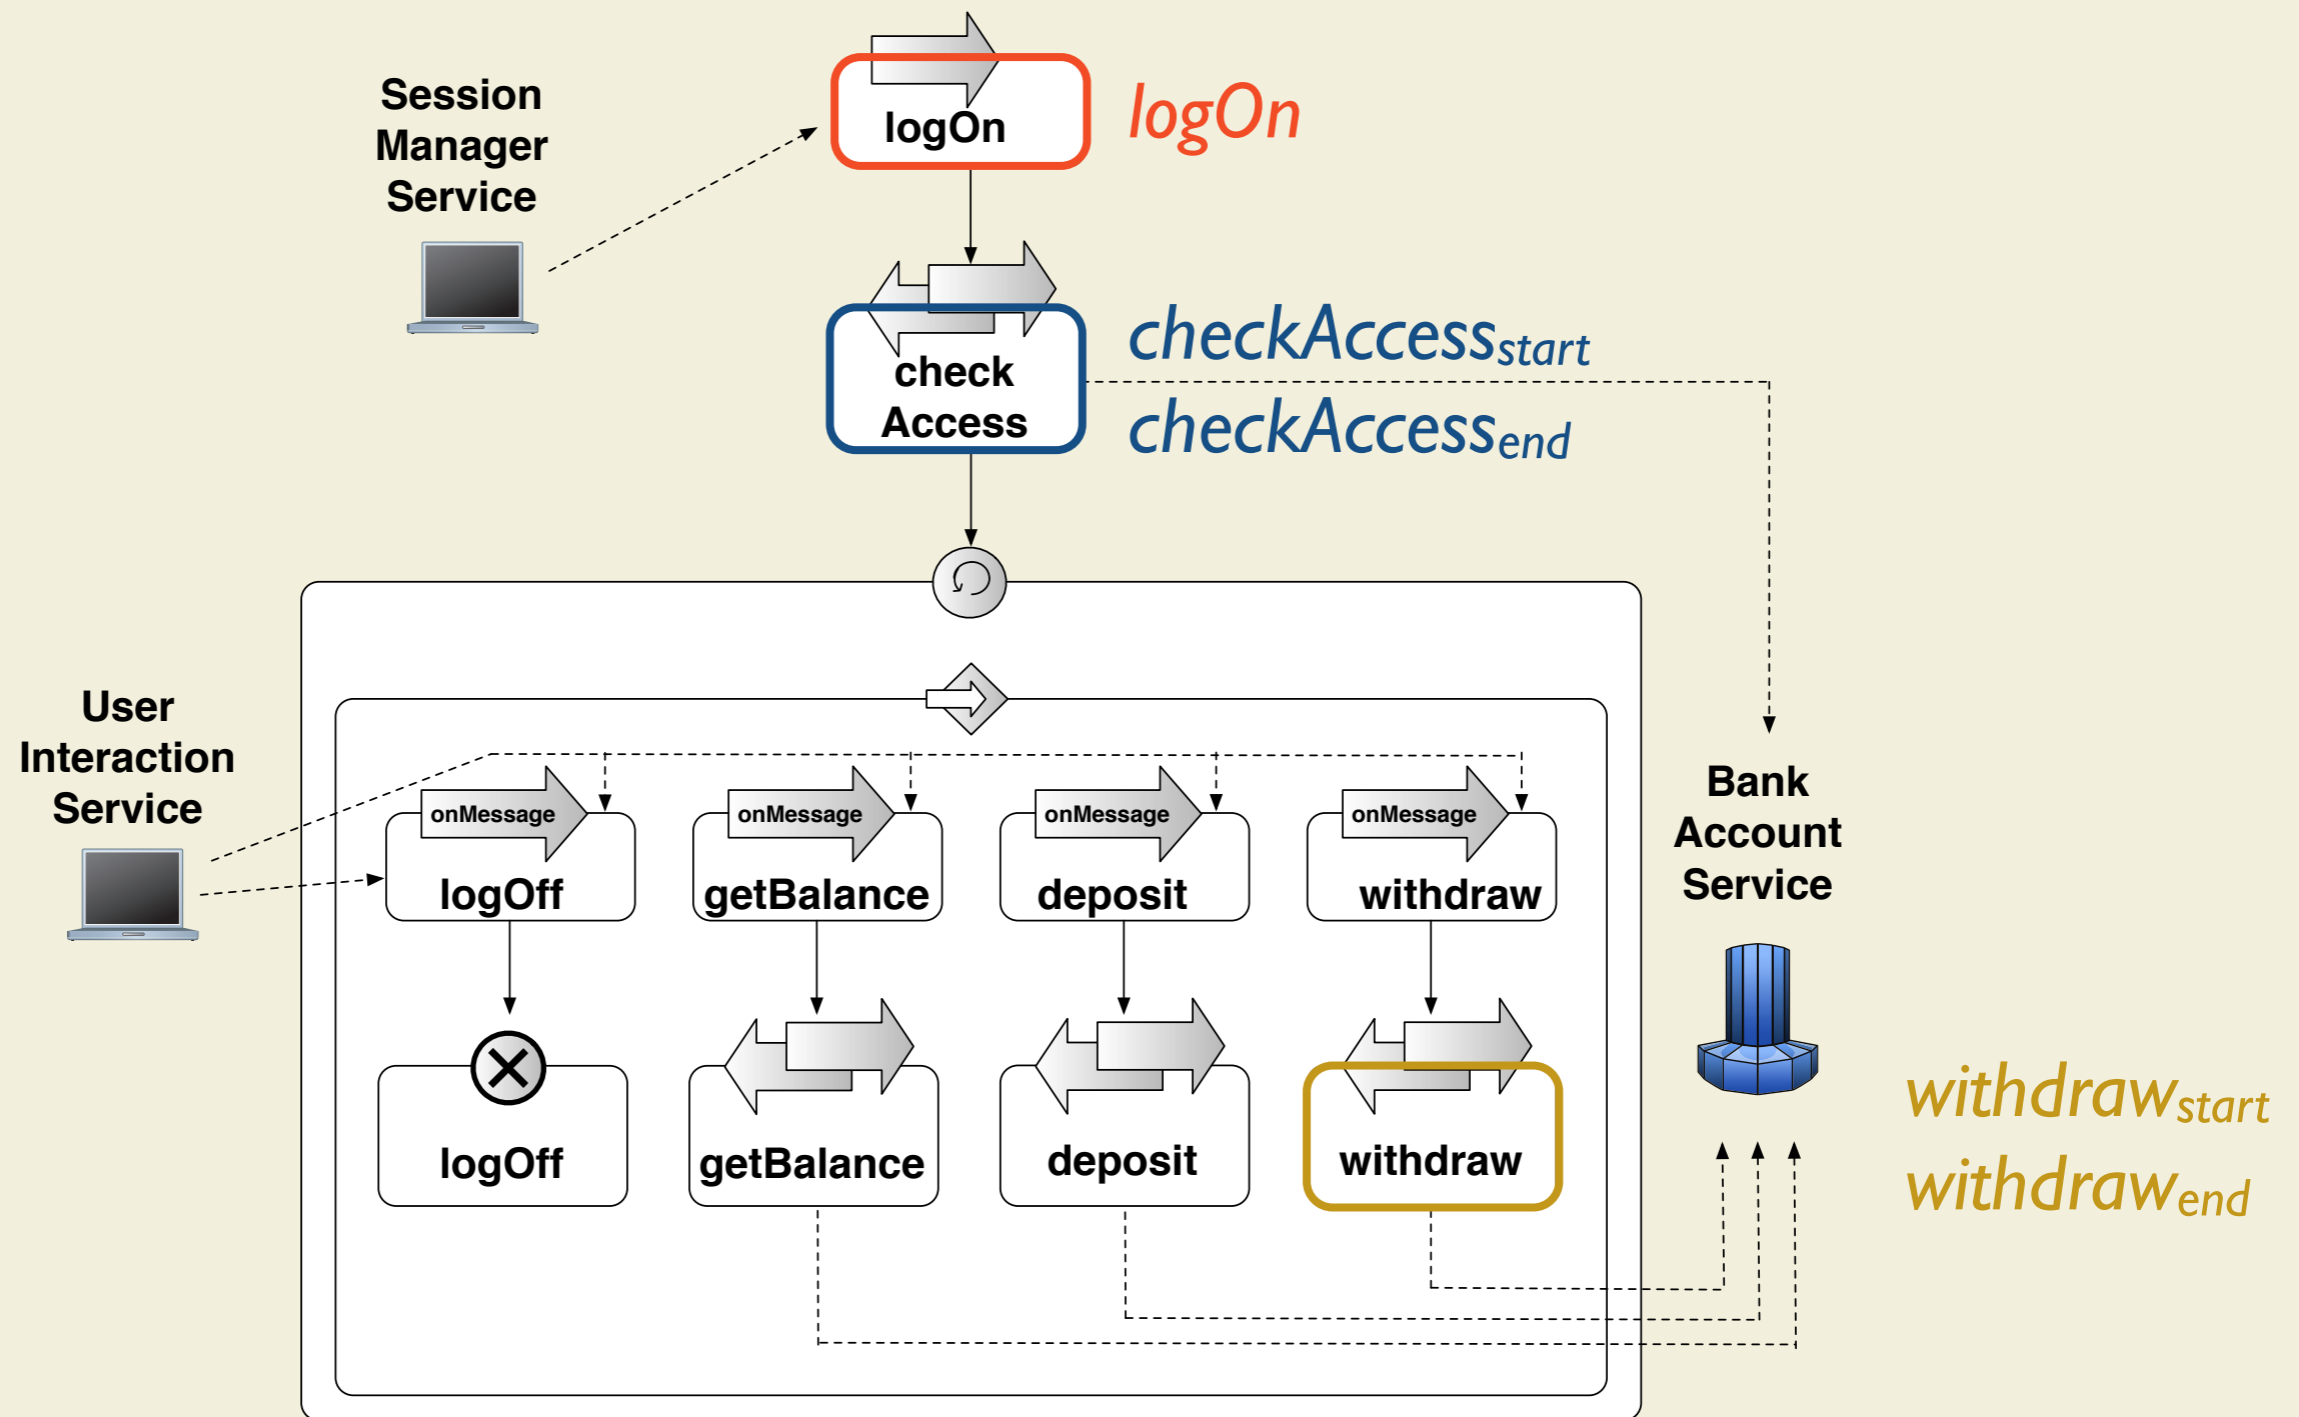 Session
Manager
Service
logOn
logOn
check
Access
checkAccessstart
checkAccessend
User
Interaction
Service
onMessage
logOff
onMessage
getBalance
onMessage
deposit
onMessage
withdraw
Bank
Account
Service
logOff
getBalance
deposit
withdraw
withdrawstart
withdrawend